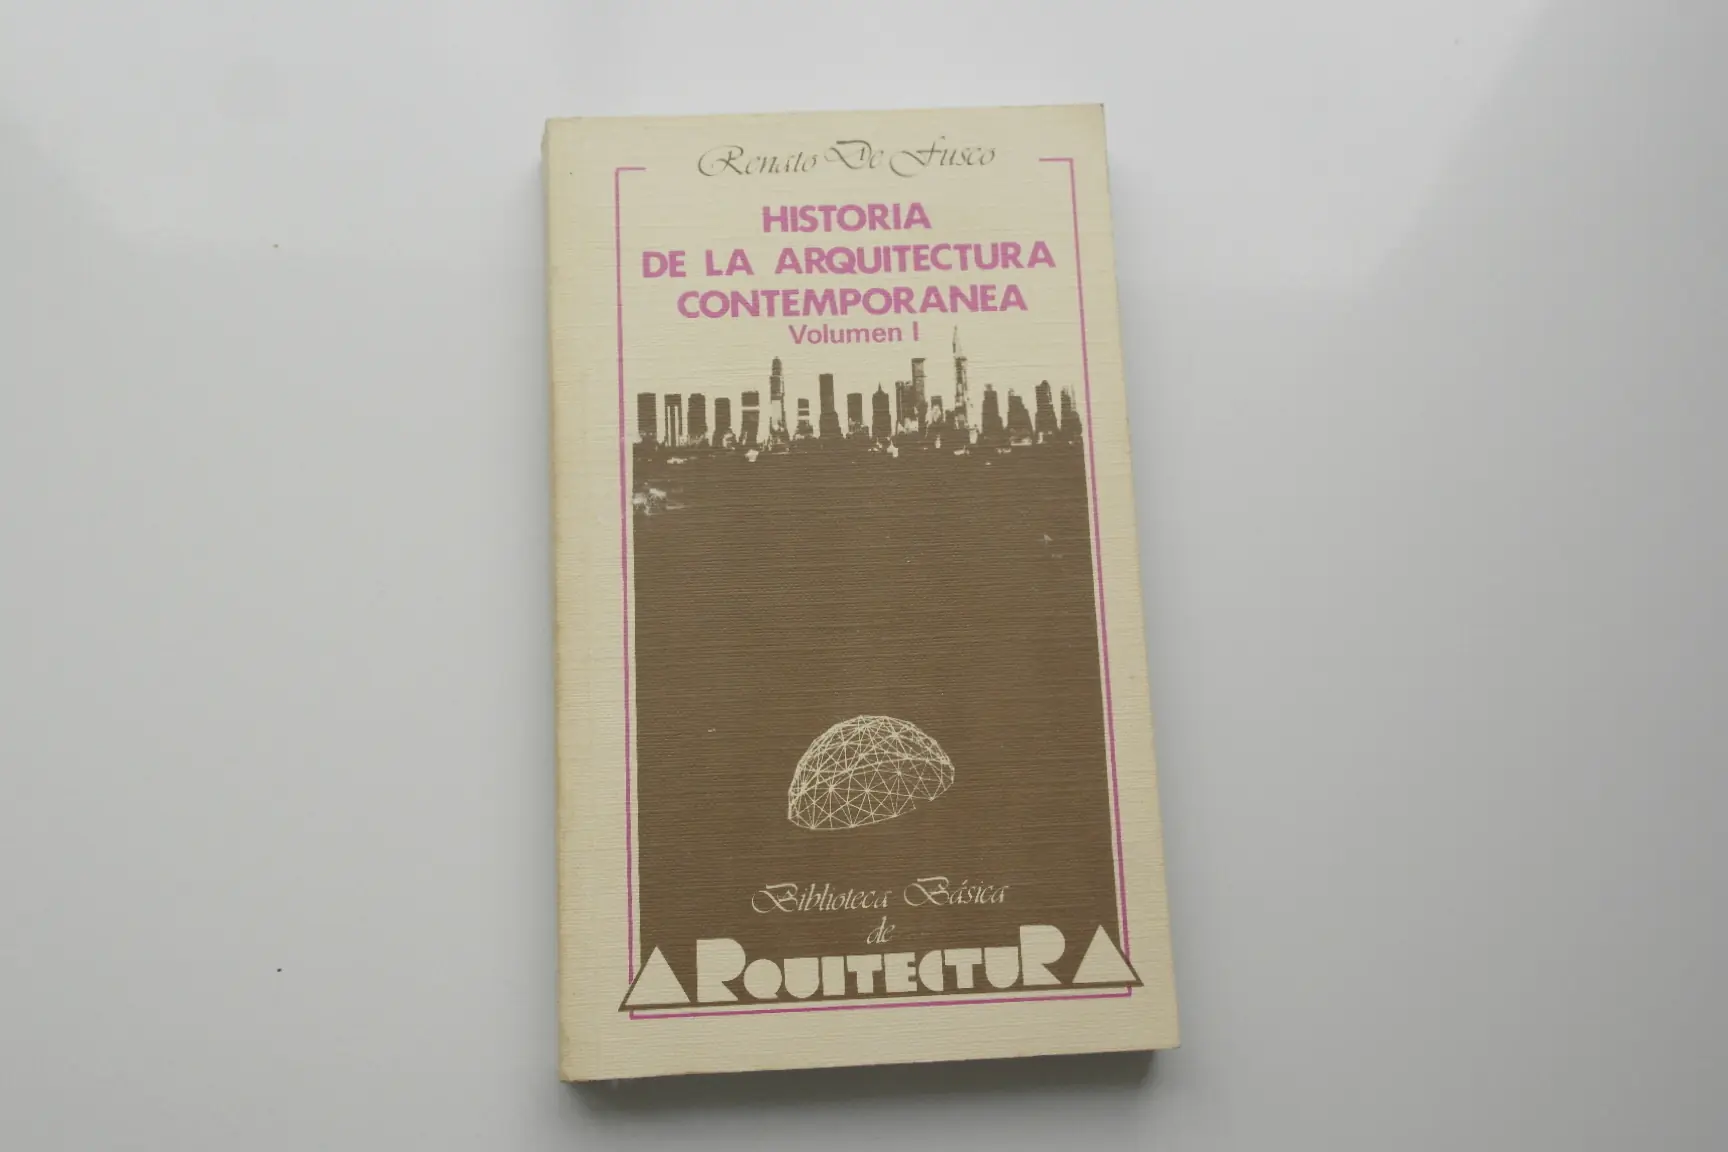 Renato De Fusco
HISTORIA
DE LA ARQUITECTURA
CONTEMPORANEA
Volumen I
Biblioteca Básica
de
ARQUITECTURA